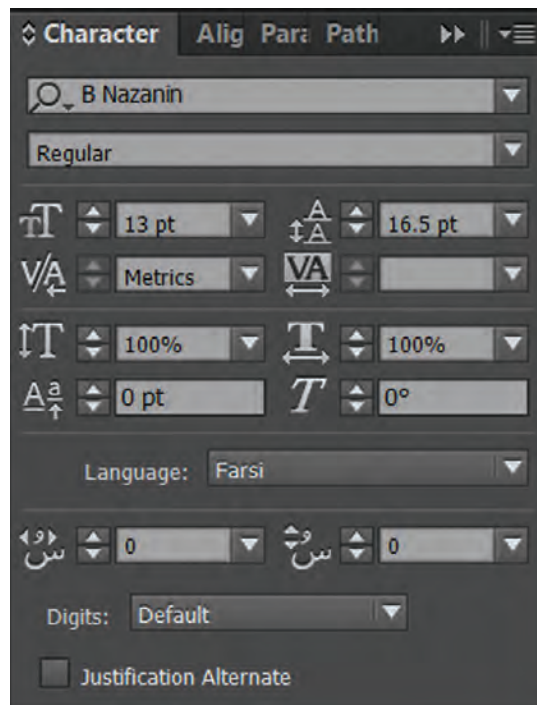 Character Alig Para Path
B Nazanin
Regular
13 pt 16.5 pt
Metrics
100% 100%
0 pt 0°
Language: Farsi
0 0
Digits: Default
Justification Alternate